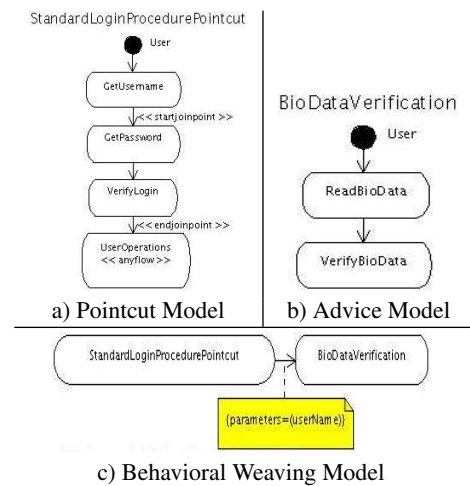 StandardLoginProcedurePointcut
User
GetUsername
<< startjoinpoint >>
GetPassword
VerifyLogin
<< endjoinpoint >>
UserOperations
<< anyflow >>
a) Pointcut Model
BioDataVerification
User
ReadBioData
VerifyBioData
b) Advice Model
StandardLoginProcedurePointcut
BioDataVerification
{parameters=(userName)}
c) Behavioral Weaving Model